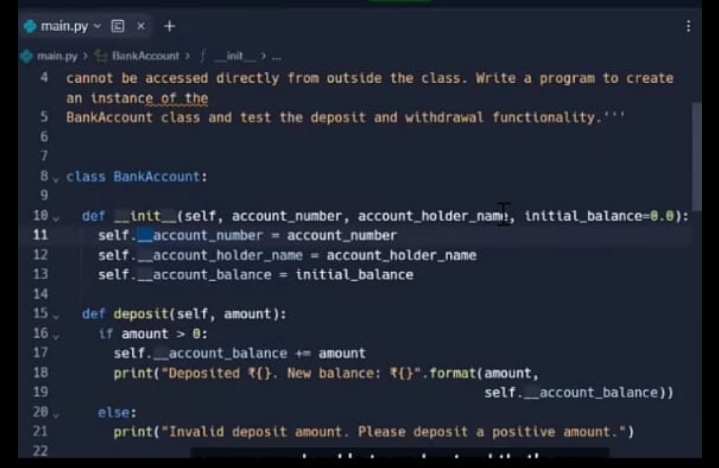 main.py
main.py > BankAccount > f __init__ > ...
4 cannot be accessed directly from outside the class. Write a program to create
an instance of the
5 BankAccount class and test the deposit and withdrawal functionality.'''
6
7
8 class BankAccount:
9
10 def __init__(self, account_number, account_holder_name, initial_balance=0.0):
11 self.__account_number = account_number
12 self.__account_holder_name = account_holder_name
13 self.__account_balance = initial_balance
14
15 def deposit(self, amount):
16 if amount > 0:
17 self.__account_balance += amount
18 print("Deposited ₹{}. New balance: ₹{}".format(amount,
19 self.__account_balance))
20 else:
21 print("Invalid deposit amount. Please deposit a positive amount.")
22